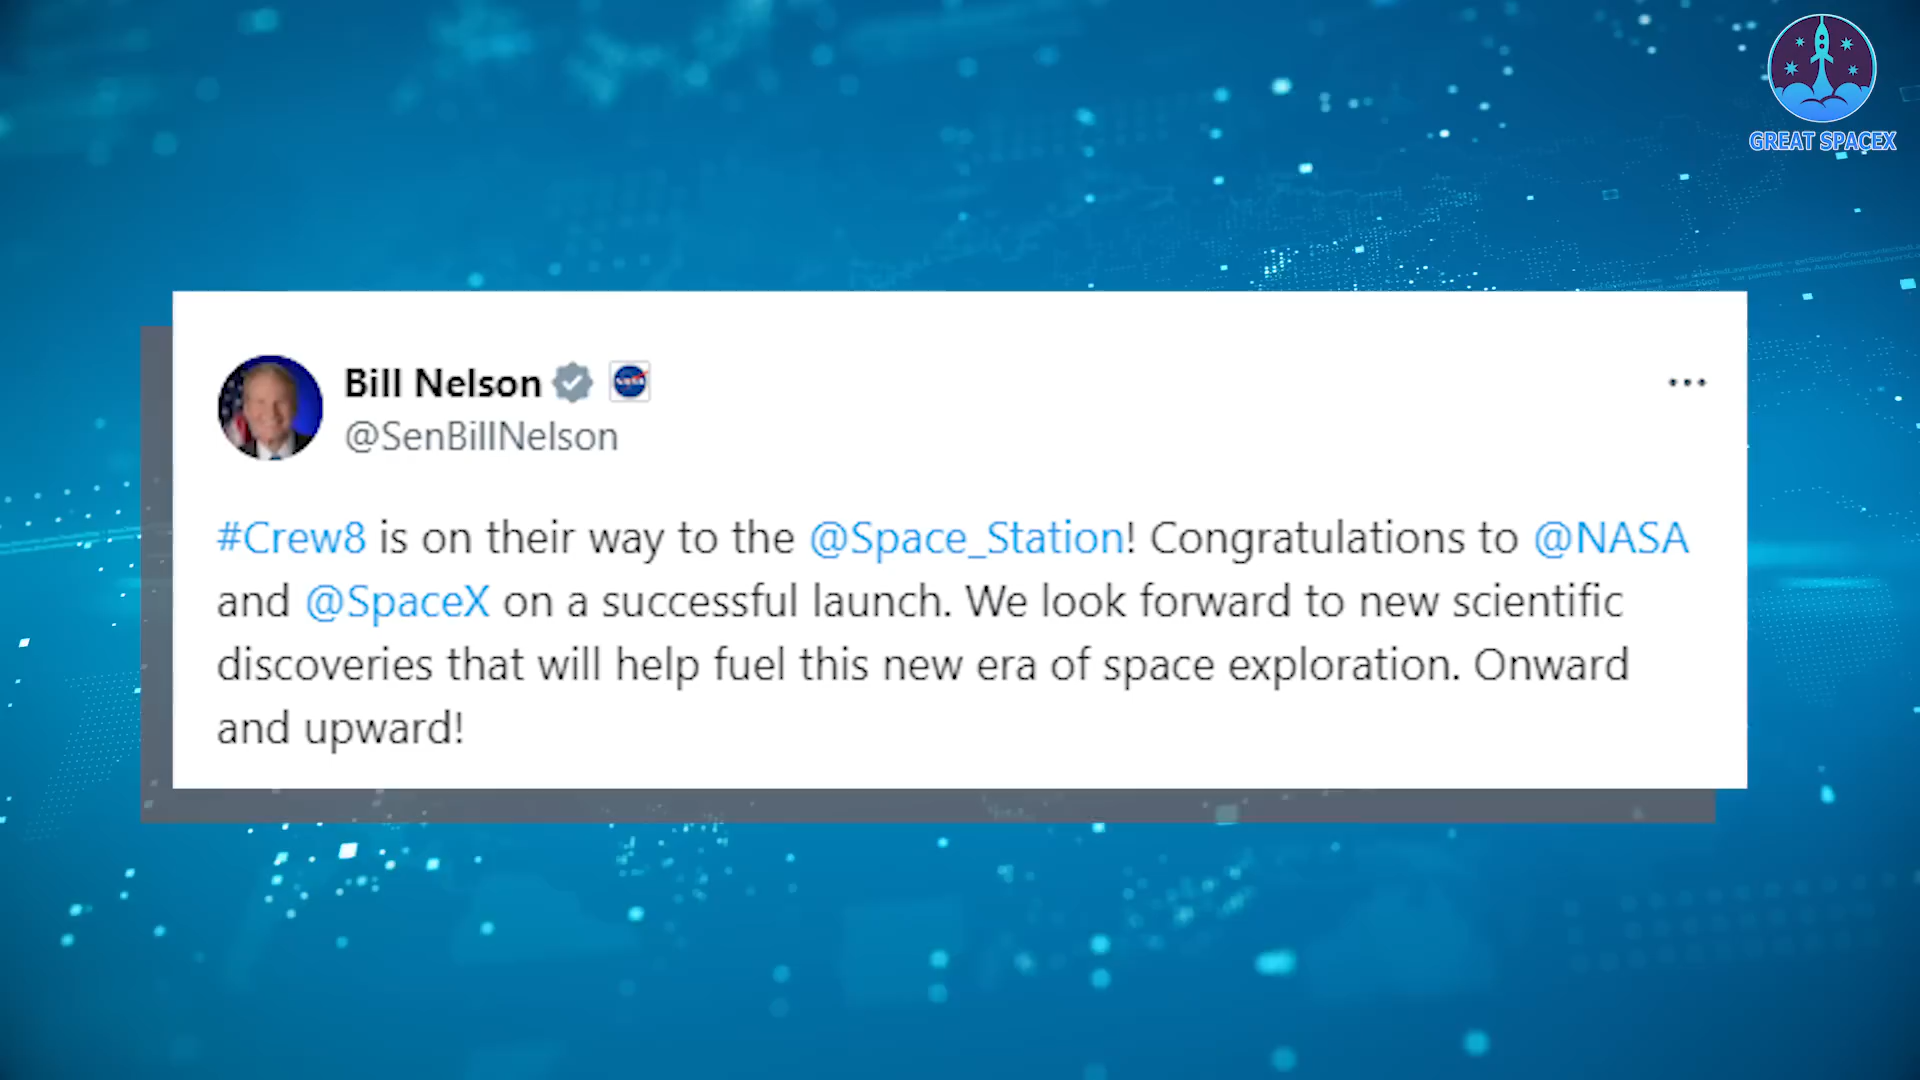 GREAT SPACEX
Bill Nelson
NASA
@SenBillNelson
#Crew8 is on their way to the @Space_Station! Congratulations to @NASA
and @SpaceX on a successful launch. We look forward to new scientific
discoveries that will help fuel this new era of space exploration. Onward
and upward!